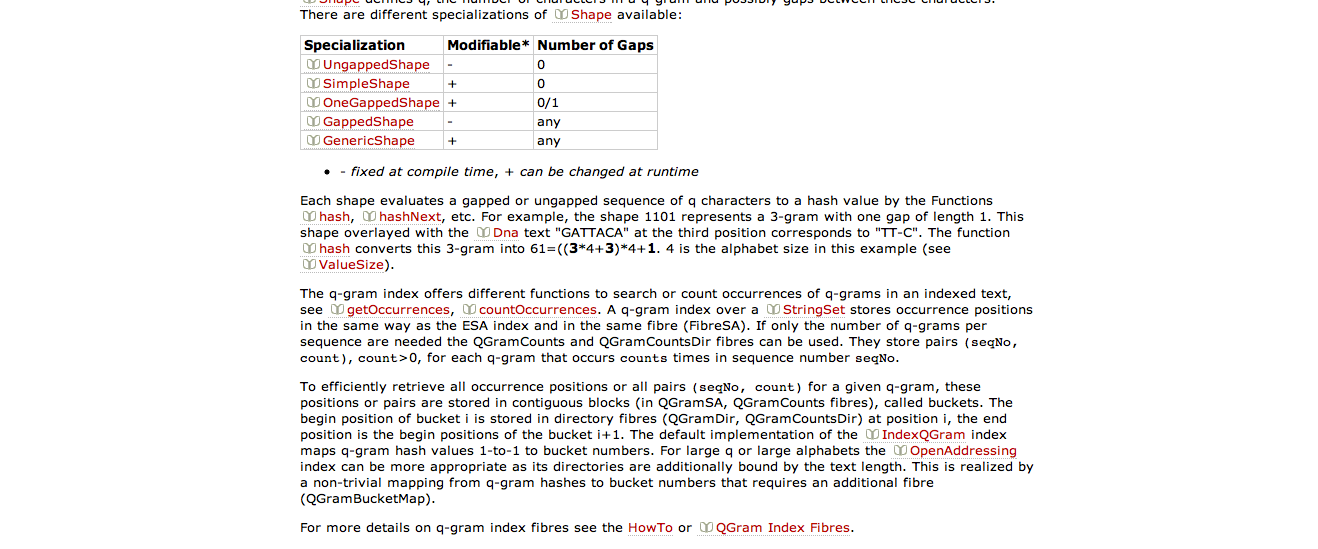 Shape defines q, the number of characters in a q-gram and possibly gaps between these characters.
There are different specializations of Shape available:
Specialization Modifiable* Number of Gaps
UngappedShape - 0
SimpleShape + 0
OneGappedShape + 0/1
GappedShape - any
GenericShape + any
• - fixed at compile time, + can be changed at runtime
Each shape evaluates a gapped or ungapped sequence of q characters to a hash value by the Functions
hash, hashNext, etc. For example, the shape 1101 represents a 3-gram with one gap of length 1. This
shape overlayed with the Dna text "GATTACA" at the third position corresponds to "TT-C". The function
hash converts this 3-gram into 61=((3*4+3)*4+1. 4 is the alphabet size in this example (see
ValueSize).
The q-gram index offers different functions to search or count occurrences of q-grams in an indexed text,
see getOccurrences, countOccurrences. A q-gram index over a StringSet stores occurrence positions
in the same way as the ESA index and in the same fibre (FibreSA). If only the number of q-grams per
sequence are needed the QGramCounts and QGramCountsDir fibres can be used. They store pairs (seqNo,
count), count>0, for each q-gram that occurs counts times in sequence number seqNo.
To efficiently retrieve all occurrence positions or all pairs (seqNo, count) for a given q-gram, these
positions or pairs are stored in contiguous blocks (in QGramSA, QGramCounts fibres), called buckets. The
begin position of bucket i is stored in directory fibres (QGramDir, QGramCountsDir) at position i, the end
position is the begin positions of the bucket i+1. The default implementation of the IndexQGram index
maps q-gram hash values 1-to-1 to bucket numbers. For large q or large alphabets the OpenAddressing
index can be more appropriate as its directories are additionally bound by the text length. This is realized by
a non-trivial mapping from q-gram hashes to bucket numbers that requires an additional fibre
(QGramBucketMap).
For more details on q-gram index fibres see the HowTo or QGram Index Fibres.